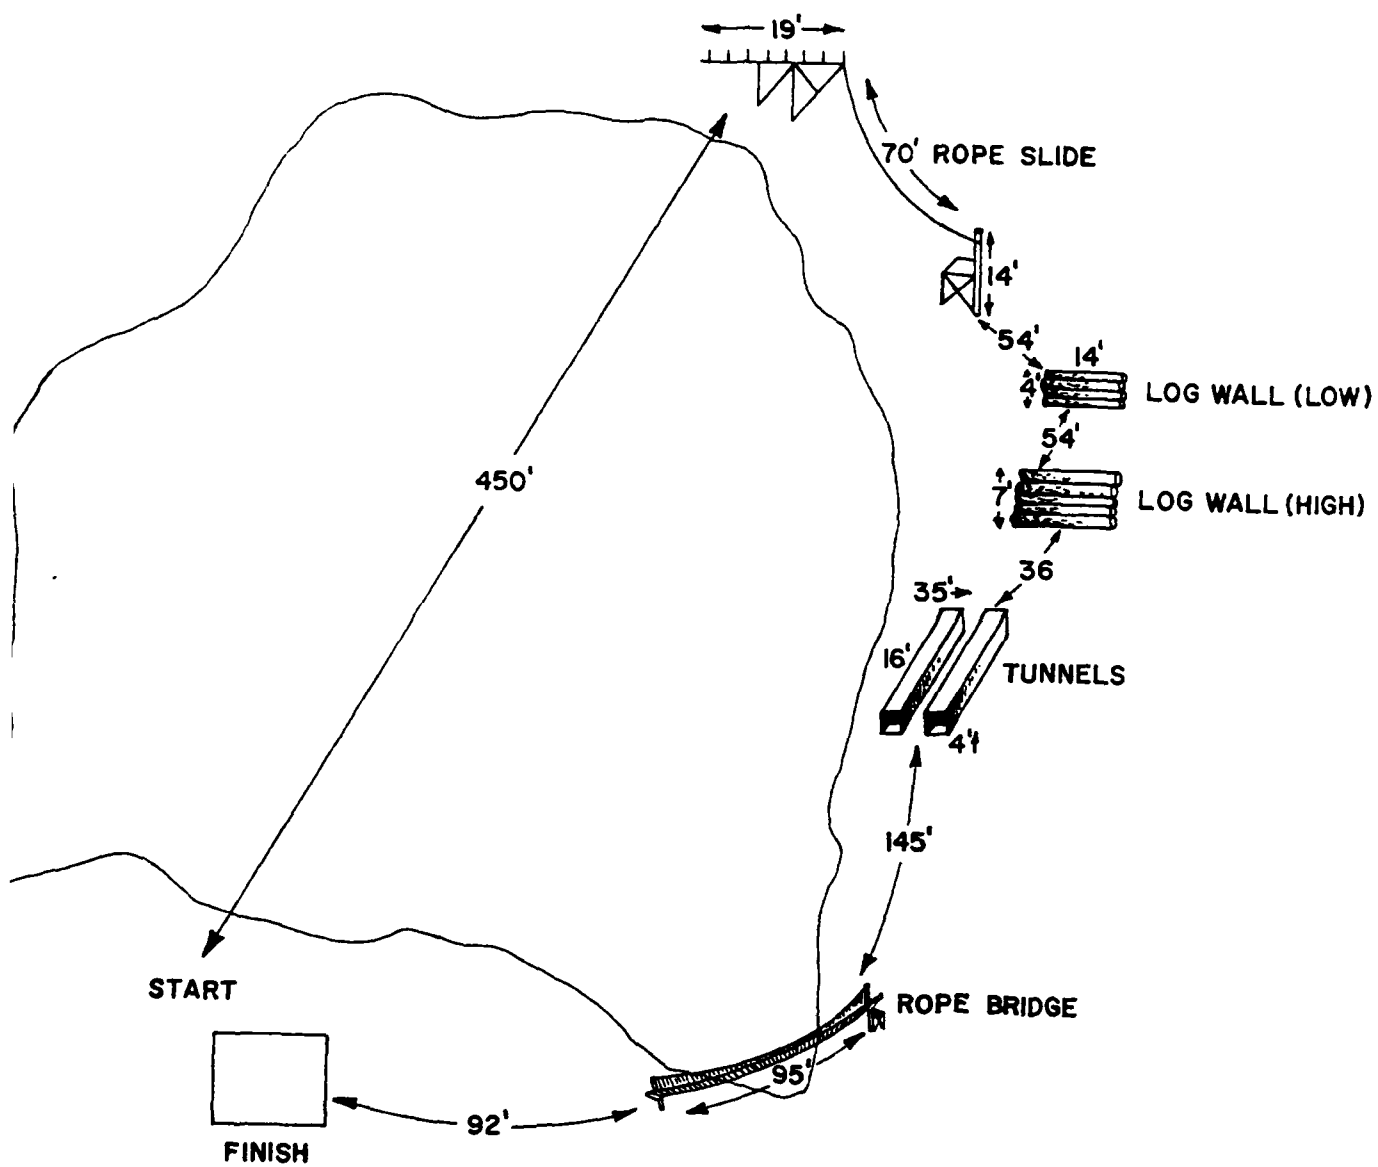 19'
70' ROPE SLIDE
14'
54'
14'
4'
LOG WALL (LOW)
54'
7'
LOG WALL (HIGH)
450'
36
35'
16'
TUNNELS
4'
145'
START
ROPE BRIDGE
95'
92'
FINISH